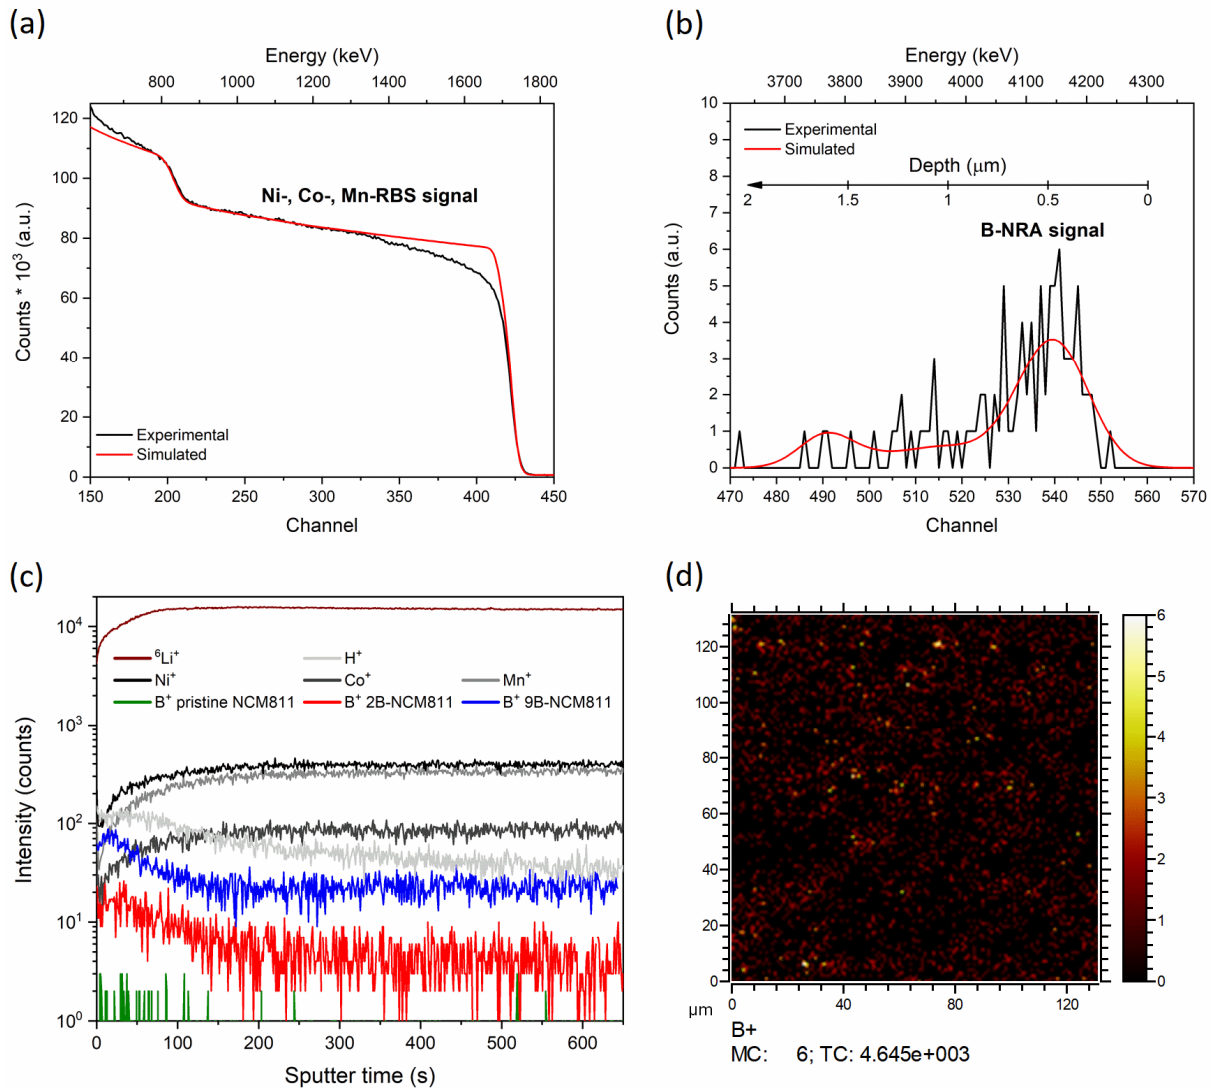 (a)
Energy (keV)
800 1000 1200 1400 1600 1800
120
100
80
60
40
20
0
Counts * 10³ (a.u.)
Ni-, Co-, Mn-RBS signal
Experimental
Simulated
150 200 250 300 350 400 450
Channel
(b)
Energy (keV)
3700 3800 3900 4000 4100 4200 4300
10
9
8
7
6
5
4
3
2
1
0
Counts (a.u.)
Experimental
Simulated
Depth (µm)
2 1.5 1 0.5 0
B-NRA signal
470 480 490 500 510 520 530 540 550 560 570
Channel
(c)
10⁴
10³
10²
10¹
10⁰
Intensity (counts)
⁶Li⁺ H⁺
Ni⁺ Co⁺ Mn⁺
B⁺ pristine NCM811 B⁺ 2B-NCM811 B⁺ 9B-NCM811
0 100 200 300 400 500 600
Sputter time (s)
(d)
120
100
80
60
40
20
0
µm 0 40 80 120
6
5
4
3
2
1
0
B+
MC: 6; TC: 4.645e+003